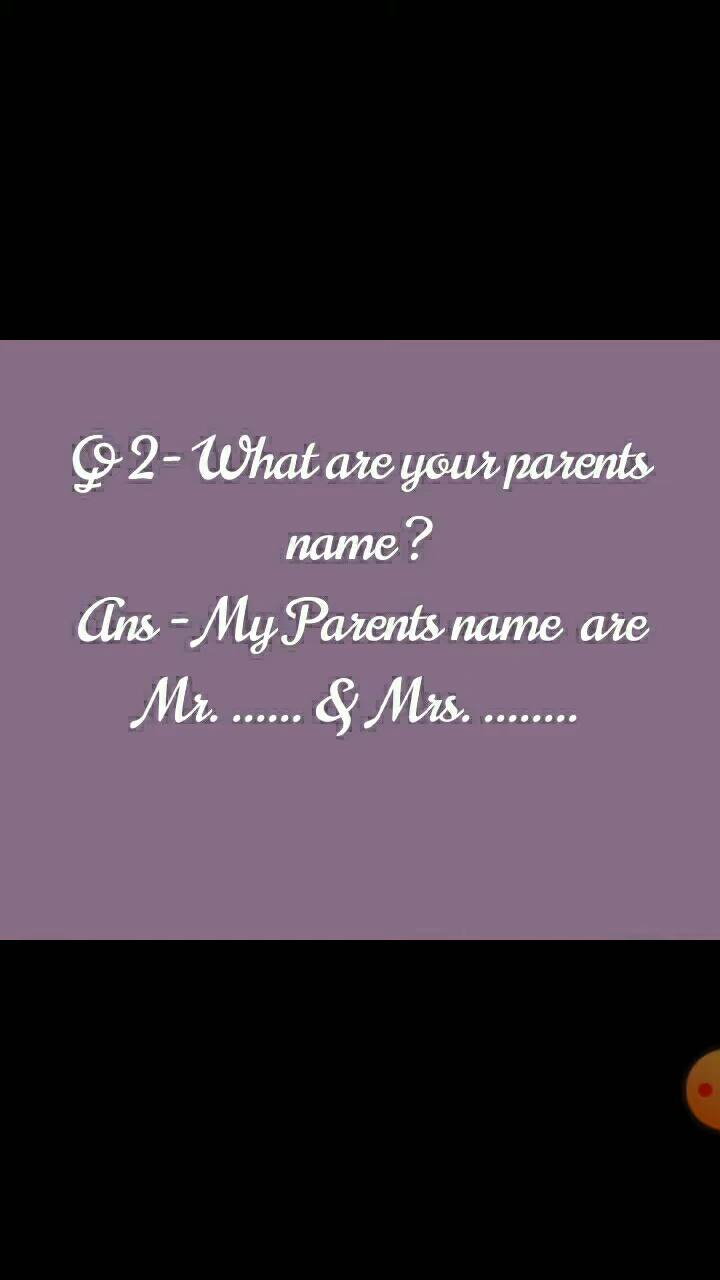 Q 2- What are your parents
name?
Ans - My Parents name are
Mr. ...... & Mrs. ........